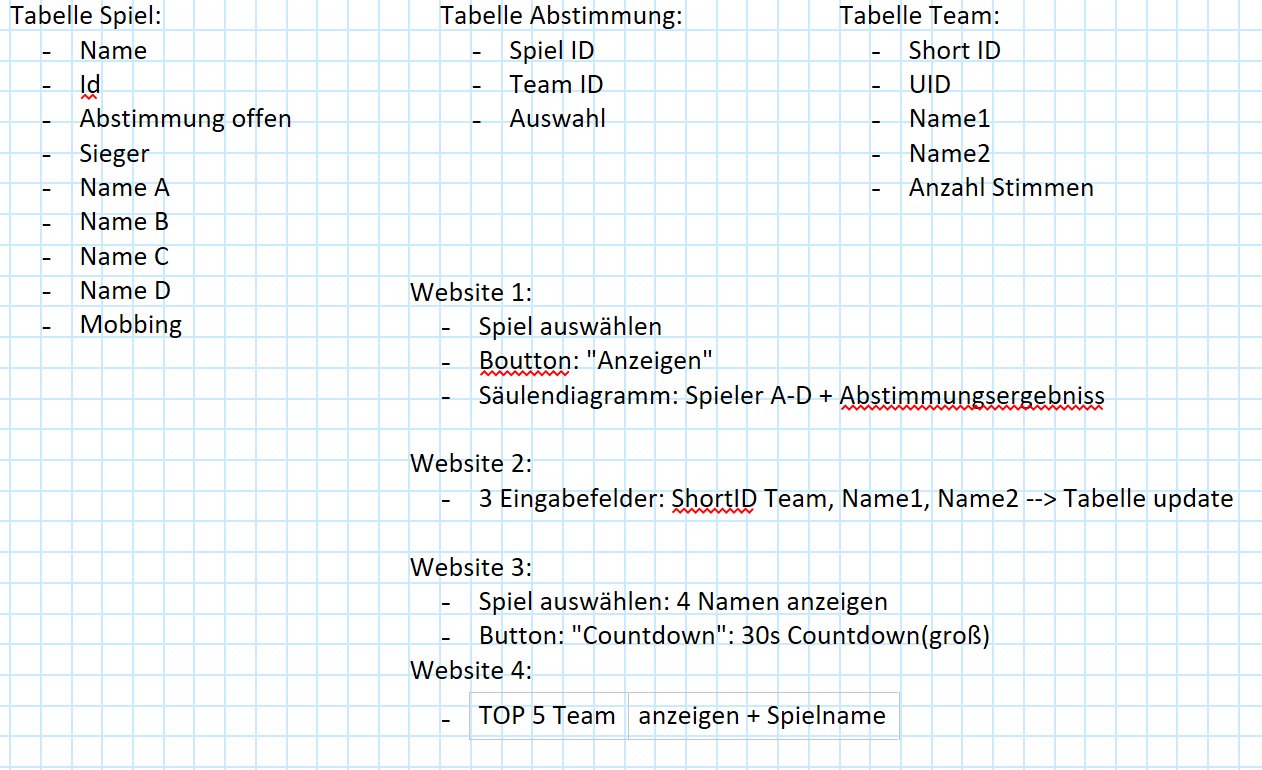 Tabelle Spiel:
- Name
- Id
- Abstimmung offen
- Sieger
- Name A
- Name B
- Name C
- Name D
- Mobbing
Tabelle Abstimmung:
- Spiel ID
- Team ID
- Auswahl
Tabelle Team:
- Short ID
- UID
- Name1
- Name2
- Anzahl Stimmen
Website 1:
- Spiel auswählen
- Boutton: "Anzeigen"
- Säulendiagramm: Spieler A-D + Abstimmungsergebniss
Website 2:
- 3 Eingabefelder: ShortID Team, Name1, Name2 --> Tabelle update
Website 3:
- Spiel auswählen: 4 Namen anzeigen
- Button: "Countdown": 30s Countdown(groß)
Website 4:
- TOP 5 Team anzeigen + Spielname